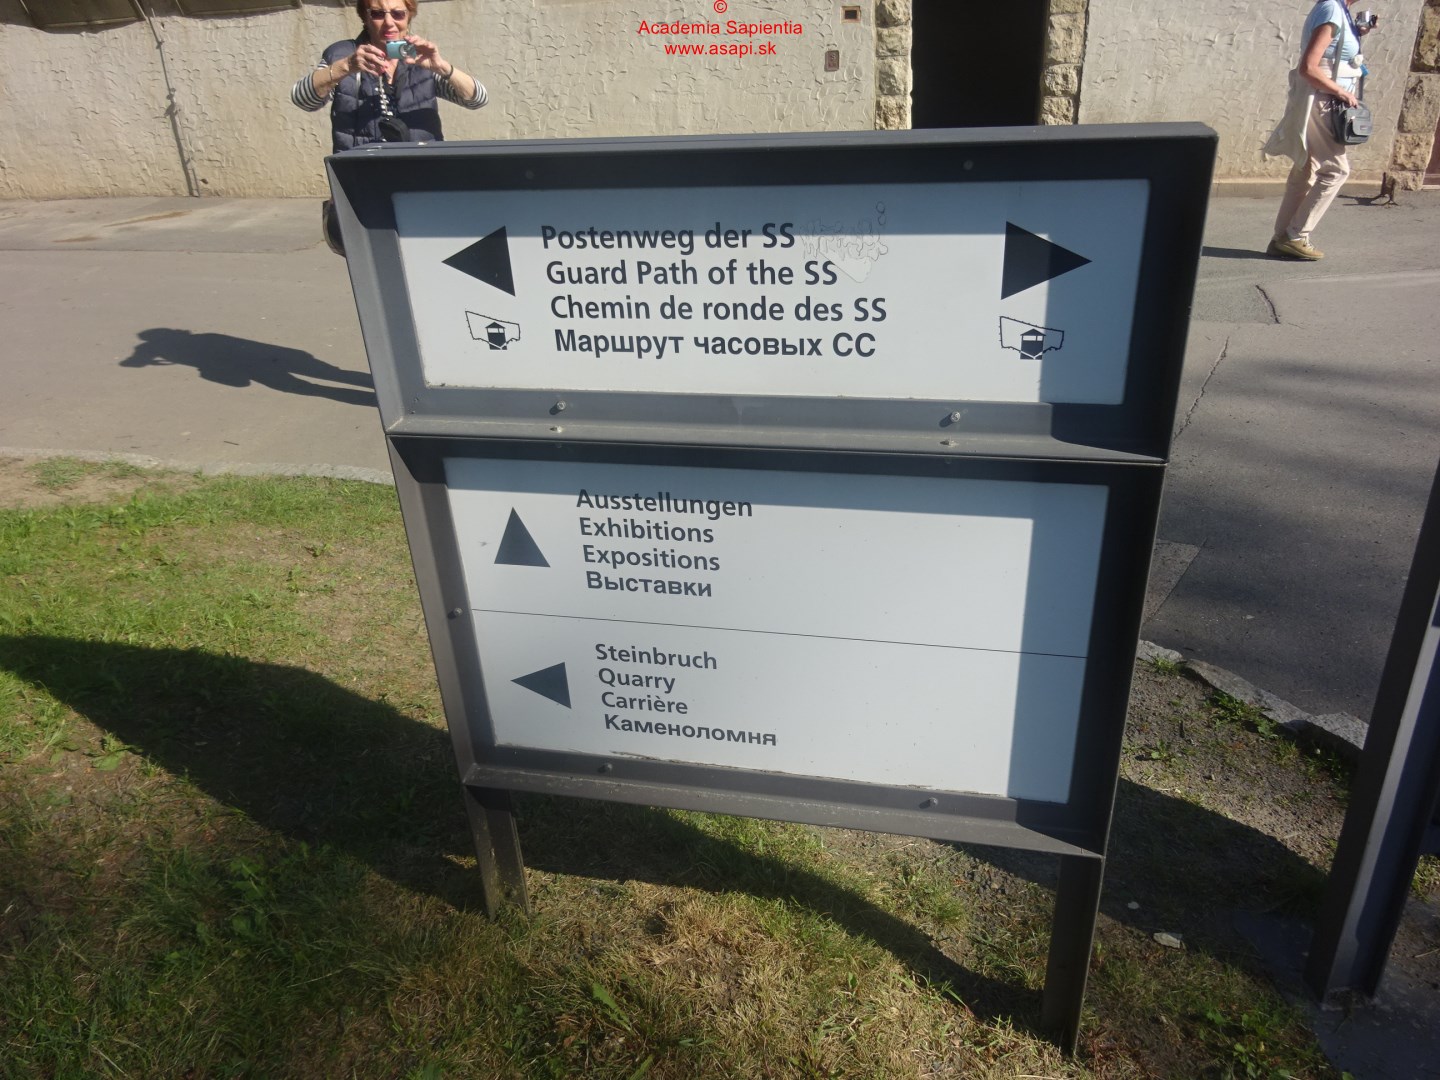 ©
Academia Sapientia
www.asapi.sk
Postenweg der SS
Guard Path of the SS
Chemin de ronde des SS
Маршрут часовых СС
Ausstellungen
Exhibitions
Expositions
Выставки
Steinbruch
Quarry
Carrière
Каменоломня